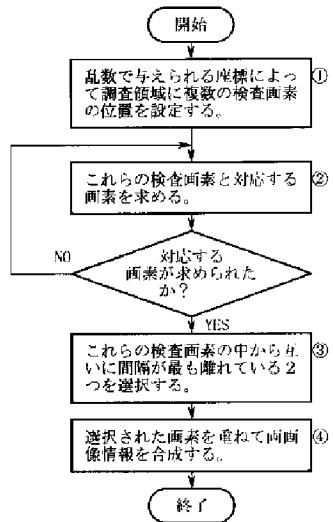 開始
①
乱数で与えられる座標によっ
て調査領域に複数の検査画素
の位置を設定する。
②
これらの検査画素と対応する
画素を求める。
対応する
画素が求められた
か?
NO
YES
③
これらの検査画素の中から互
いに間隔が最も離れている2
つを選択する。
④
選択された画素を重ねて両画
像情報を合成する。
終了